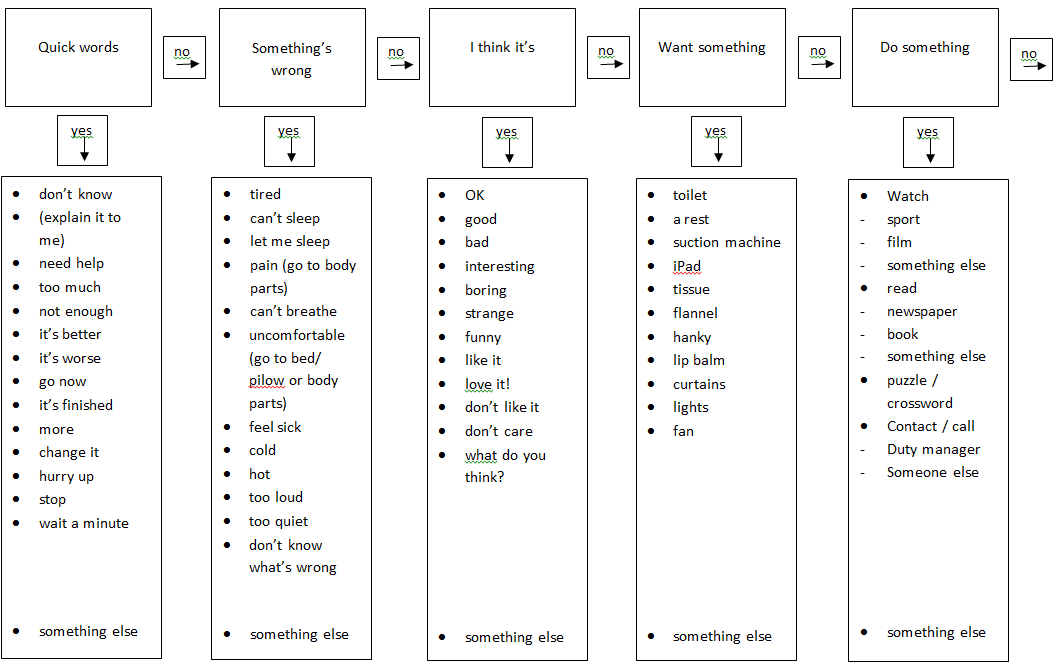 Quick words
no
Something’s
wrong
no
I think it’s
no
Want something
no
Do something
no
yes
yes
yes
yes
yes
• don’t know
• (explain it to
me)
• need help
• too much
• not enough
• it’s better
• it’s worse
• go now
• it’s finished
• more
• change it
• hurry up
• stop
• wait a minute
• something else
• tired
• can’t sleep
• let me sleep
• pain (go to body
parts)
• can’t breathe
• uncomfortable
(go to bed/
pilow or body
parts)
• feel sick
• cold
• hot
• too loud
• too quiet
• don’t know
what’s wrong
• something else
• OK
• good
• bad
• interesting
• boring
• strange
• funny
• like it
• love it!
• don’t like it
• don’t care
• what do you
think?
• something else
• toilet
• a rest
• suction machine
• iPad
• tissue
• flannel
• hanky
• lip balm
• curtains
• lights
• fan
• something else
• Watch
- sport
- film
- something else
• read
- newspaper
- book
- something else
• puzzle /
crossword
• Contact / call
- Duty manager
- Someone else
• something else